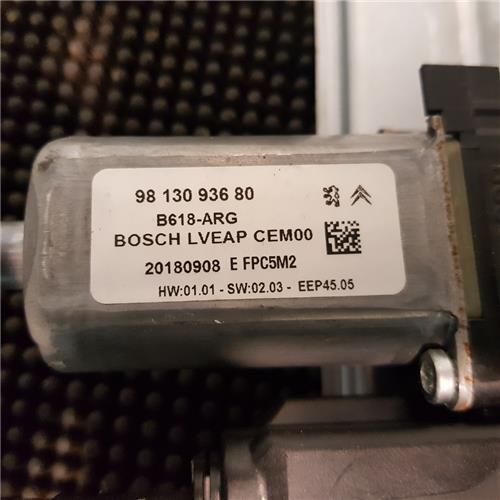 98 130 936 80
B618-ARG
BOSCH LVEAP CEM00
20180908 E FPC5M2
HW:01.01 - SW:02.03 - EEP45.05